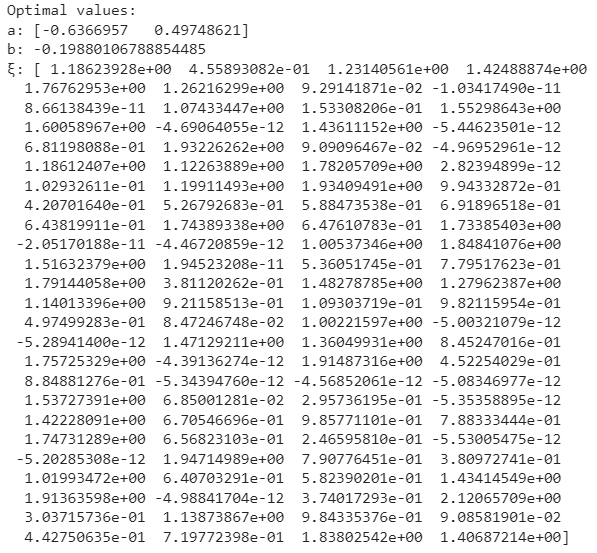 Optimal values:
a: [-0.6366957   0.49748621]
b: -0.19880106788854485
ξ: [ 1.18623928e+00  4.55893082e-01  1.23140561e+00  1.42488874e+00
  1.76762953e+00  1.26216299e+00  9.29141871e-02 -1.03417490e-11
  8.66138439e-11  1.07433447e+00  1.53308206e-01  1.55298643e+00
  1.60058967e+00 -4.69064055e-12  1.43611152e+00 -5.44623501e-12
  6.81198088e-01  1.93226262e+00  9.09096467e-02 -4.96952961e-12
  1.18612407e+00  1.12263889e+00  1.78205709e+00  2.82394899e-12
  1.02932611e-01  1.19911493e+00  1.93409491e+00  9.94332872e-01
  4.20701640e-01  5.26792683e-01  5.88473538e-01  6.91896518e-01
  6.43819911e-01  1.74389338e+00  6.47610783e-01  1.73385403e+00
 -2.05170188e-11 -4.46720859e-12  1.00537346e+00  1.84841076e+00
  1.51632379e+00  1.94523208e-11  5.36051745e-01  7.79517623e-01
  1.79144058e+00  3.81120262e-01  1.48278785e+00  1.27962387e+00
  1.14013396e+00  9.21158513e-01  1.09303719e-01  9.82115954e-01
  4.97499283e-01  8.47246748e-02  1.00221597e+00 -5.00321079e-12
 -5.28941400e-12  1.47129211e+00  1.36049931e+00  8.45247016e-01
  1.75725329e+00 -4.39136274e-12  1.91487316e+00  4.52254029e-01
  8.84881276e-01 -5.34394760e-12 -4.56852061e-12 -5.08346977e-12
  1.53727391e+00  6.85001281e-02  2.95736195e-01 -5.35358895e-12
  1.42228091e+00  6.70546696e-01  9.85771101e-01  7.88333444e-01
  1.74731289e+00  6.56823103e-01  2.46595810e-01 -5.53005475e-12
 -5.20285308e-12  1.94714989e+00  7.90776451e-01  3.80972741e-01
  1.01993472e+00  6.40703291e-01  5.82390201e-01  1.43414549e+00
  1.91363598e+00 -4.98841704e-12  3.74017293e-01  2.12065709e+00
  3.03715736e-01  1.13873867e+00  9.84335376e-01  9.08581901e-02
  4.42750635e-01  7.19772398e-01  1.83802542e+00  1.40687214e+00]